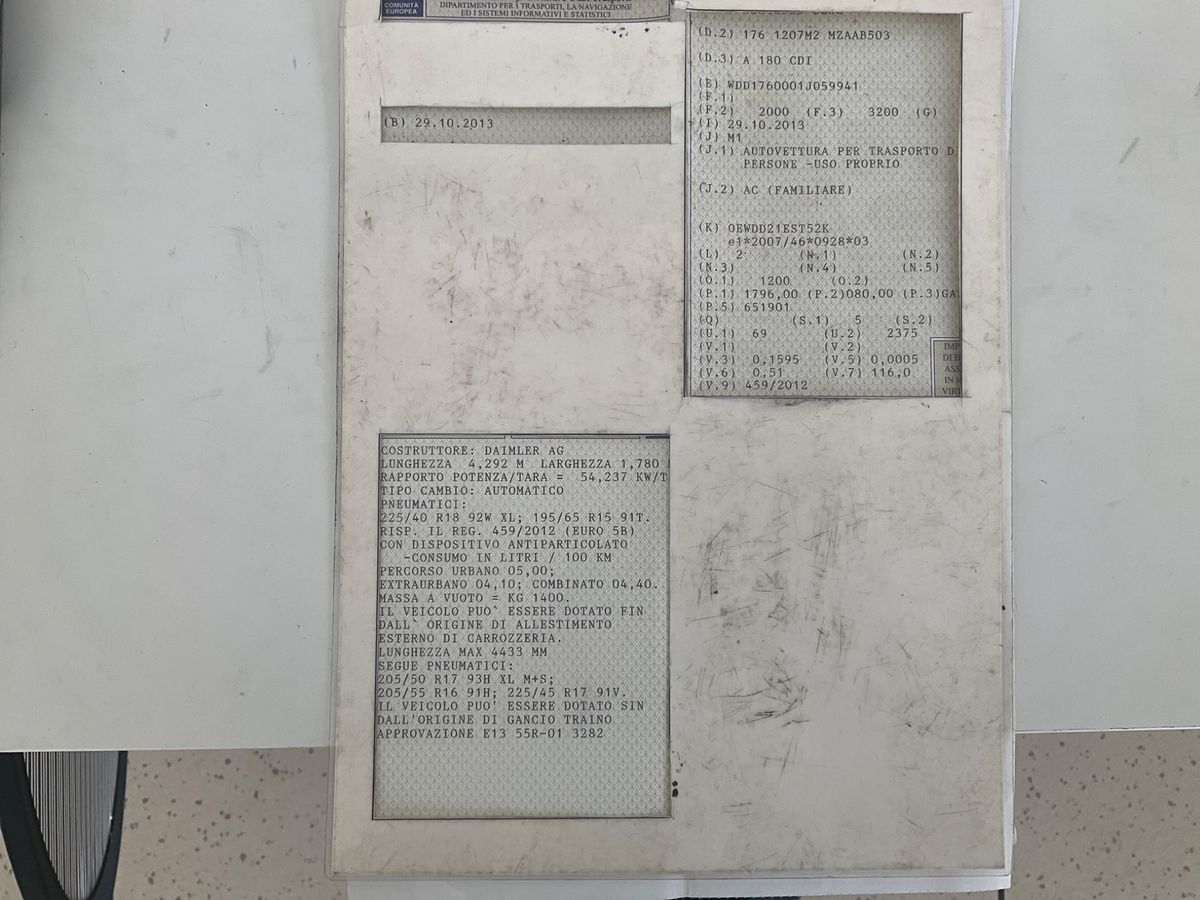 COMUNITÀ
EUROPEA
DIPARTIMENTO PER I TRASPORTI, LA NAVIGAZIONE
ED I SISTEMI INFORMATIVI E STATISTICI
(B) 29.10.2013
COSTRUTTORE: DAIMLER AG
LUNGHEZZA 4,292 M LARGHEZZA 1,780
RAPPORTO POTENZA/TARA = 54,237 KW/T
TIPO CAMBIO: AUTOMATICO
PNEUMATICI:
225/40 R18 92W XL; 195/65 R15 91T.
RISP. IL REG. 459/2012 (EURO 5B)
CON DISPOSITIVO ANTIPARTICOLATO
-CONSUMO IN LITRI / 100 KM
PERCORSO URBANO 05,00;
EXTRAURBANO 04,10; COMBINATO 04,40.
MASSA A VUOTO = KG 1400.
IL VEICOLO PUO` ESSERE DOTATO FIN
DALL` ORIGINE DI ALLESTIMENTO
ESTERNO DI CARROZZERIA.
LUNGHEZZA MAX 4433 MM
SEGUE PNEUMATICI:
205/50 R17 93H XL M+S;
205/55 R16 91H; 225/45 R17 91V.
IL VEICOLO PUO' ESSERE DOTATO SIN
DALL'ORIGINE DI GANCIO TRAINO
APPROVAZIONE E13 55R-01 3282
(D.2) 176 1207M2 MZAAB503
(D.3) A 180 CDI
(E) WDD1760001J059941
(F.1)
(F.2) 2000 (F.3) 3200 (G)
(I) 29.10.2013
(J) M1
(J.1) AUTOVETTURA PER TRASPORTO D
PERSONE -USO PROPRIO
(J.2) AC (FAMILIARE)
(K) OEWDD21EST52K
e1*2007/46*0928*03
(L) 2 (N.1) (N.2)
(N.3) (N.4) (N.5)
(O.1) 1200 (O.2)
(P.1) 1796,00 (P.2)080,00 (P.3)GA
(P.5) 651901
(Q) (S.1) 5 (S.2)
(U.1) 69 (U.2) 2375
(V.1) (V.2)
(V.3) 0,1595 (V.5) 0,0005
(V.6) 0,51 (V.7) 116,0
(V.9) 459/2012
IMP
DI B
ASS
IN M
VIRT